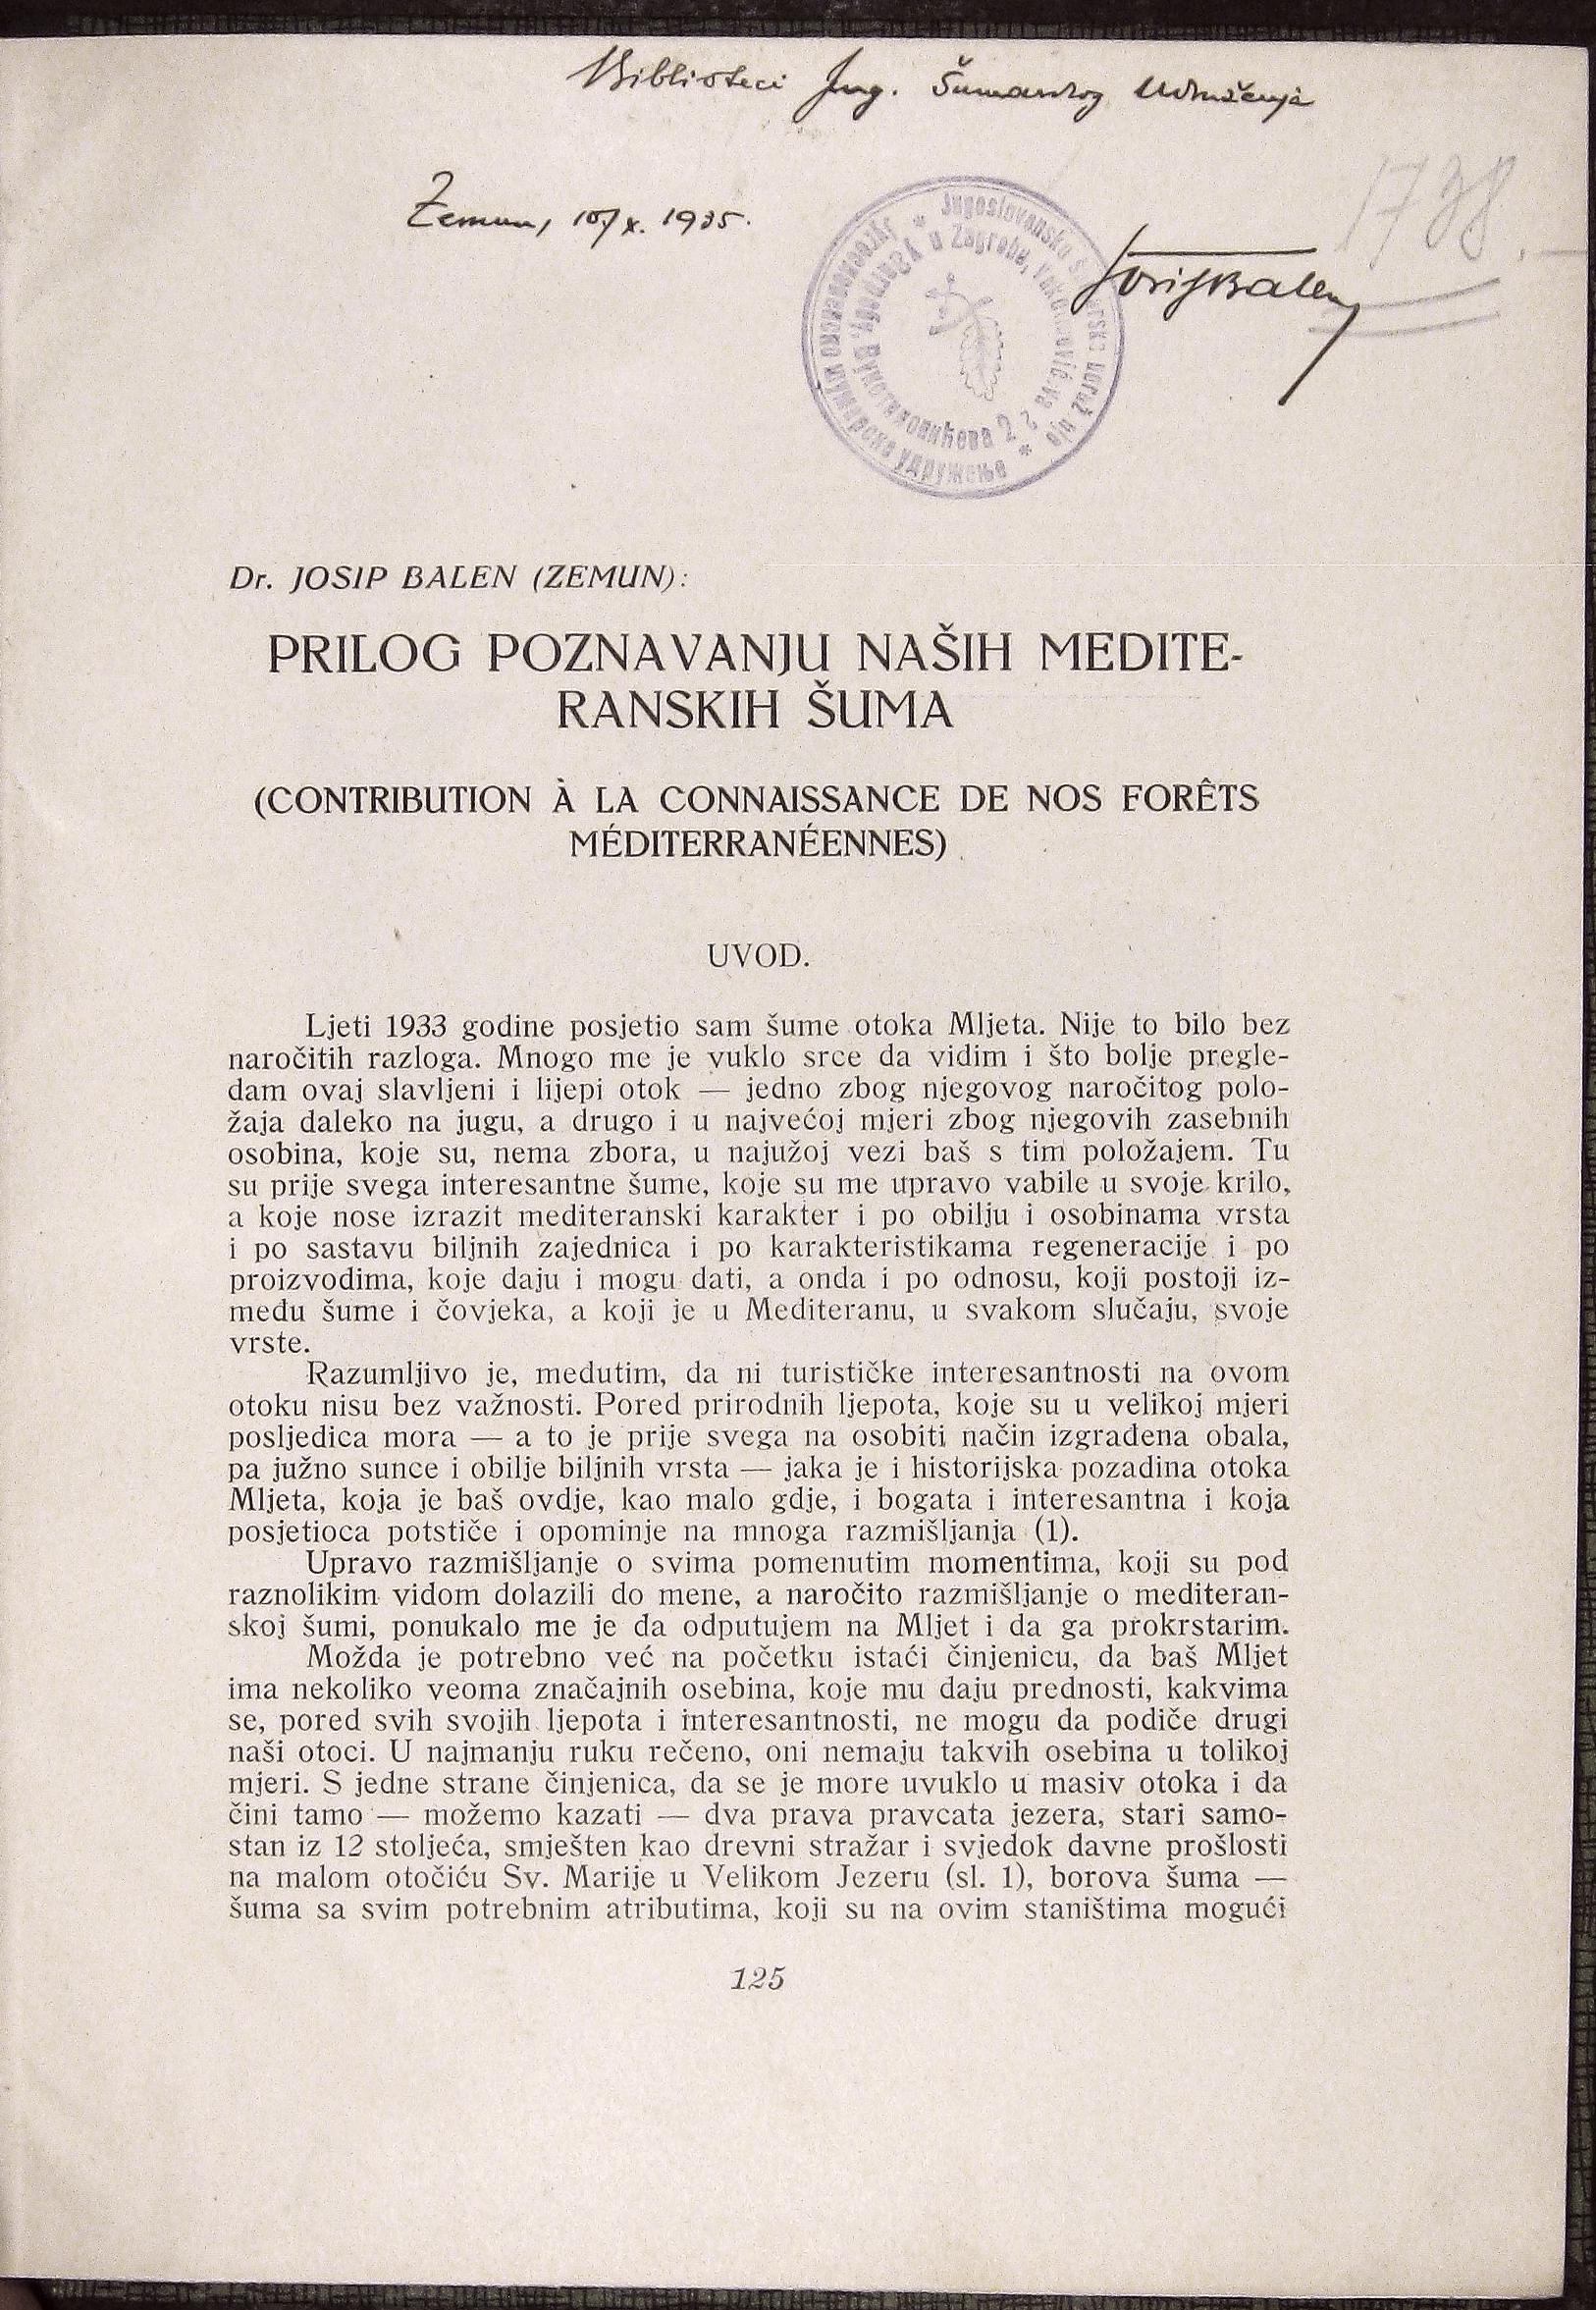 Biblioteci Jug. Šumarskog Udruženja
Zemun, 10/X. 1935.
1738.
Josip Balen
Jugoslovensko šumarsko udruženje
u Zagrebu, Vukotinovićeva 2
Југословенско шумарско удружење
у Загребу, Вукотиновићева 2
Dr. JOSIP BALEN (ZEMUN):
PRILOG POZNAVANJU NAŠIH MEDITE-
RANSKIH ŠUMA
(CONTRIBUTION À LA CONNAISSANCE DE NOS FORÊTS
MÉDITERRANÉENNES)
UVOD.
Ljeti 1933 godine posjetio sam šume otoka Mljeta. Nije to bilo bez
naročitih razloga. Mnogo me je vuklo srce da vidim i što bolje pregle-
dam ovaj slavljeni i lijepi otok — jedno zbog njegovog naročitog polo-
žaja daleko na jugu, a drugo i u najvećoj mjeri zbog njegovih zasebnih
osobina, koje su, nema zbora, u najužoj vezi baš s tim položajem. Tu
su prije svega interesantne šume, koje su me upravo vabile u svoje krilo,
a koje nose izrazit mediteranski karakter i po obilju i osobinama vrsta
i po sastavu biljnih zajednica i po karakteristikama regeneracije i po
proizvodima, koje daju i mogu dati, a onda i po odnosu, koji postoji iz-
među šume i čovjeka, a koji je u Mediteranu, u svakom slučaju, svoje
vrste.
Razumljivo je, međutim, da ni turističke interesantnosti na ovom
otoku nisu bez važnosti. Pored prirodnih ljepota, koje su u velikoj mjeri
posljedica mora — a to je prije svega na osobiti način izgrađena obala,
pa južno sunce i obilje biljnih vrsta — jaka je i historijska pozadina otoka
Mljeta, koja je baš ovdje, kao malo gdje, i bogata i interesantna i koja
posjetioca potstiče i opominje na mnoga razmišljanja (1).
Upravo razmišljanje o svima pomenutim momentima, koji su pod
raznolikim vidom dolazili do mene, a naročito razmišljanje o mediteran-
skoj šumi, ponukalo me je da odputujem na Mljet i da ga prokrstarim.
Možda je potrebno već na početku istaći činjenicu, da baš Mljet
ima nekoliko veoma značajnih osebina, koje mu daju prednosti, kakvima
se, pored svih svojih ljepota i interesantnosti, ne mogu da podiče drugi
naši otoci. U najmanju ruku rečeno, oni nemaju takvih osebina u tolikoj
mjeri. S jedne strane činjenica, da se je more uvuklo u masiv otoka i da
čini tamo — možemo kazati — dva prava pravcata jezera, stari samo-
stan iz 12 stoljeća, smješten kao drevni stražar i svjedok davne prošlosti
na malom otočiću Sv. Marije u Velikom Jezeru (sl. 1), borova šuma —
šuma sa svim potrebnim atributima, koji su na ovim staništima mogući
125